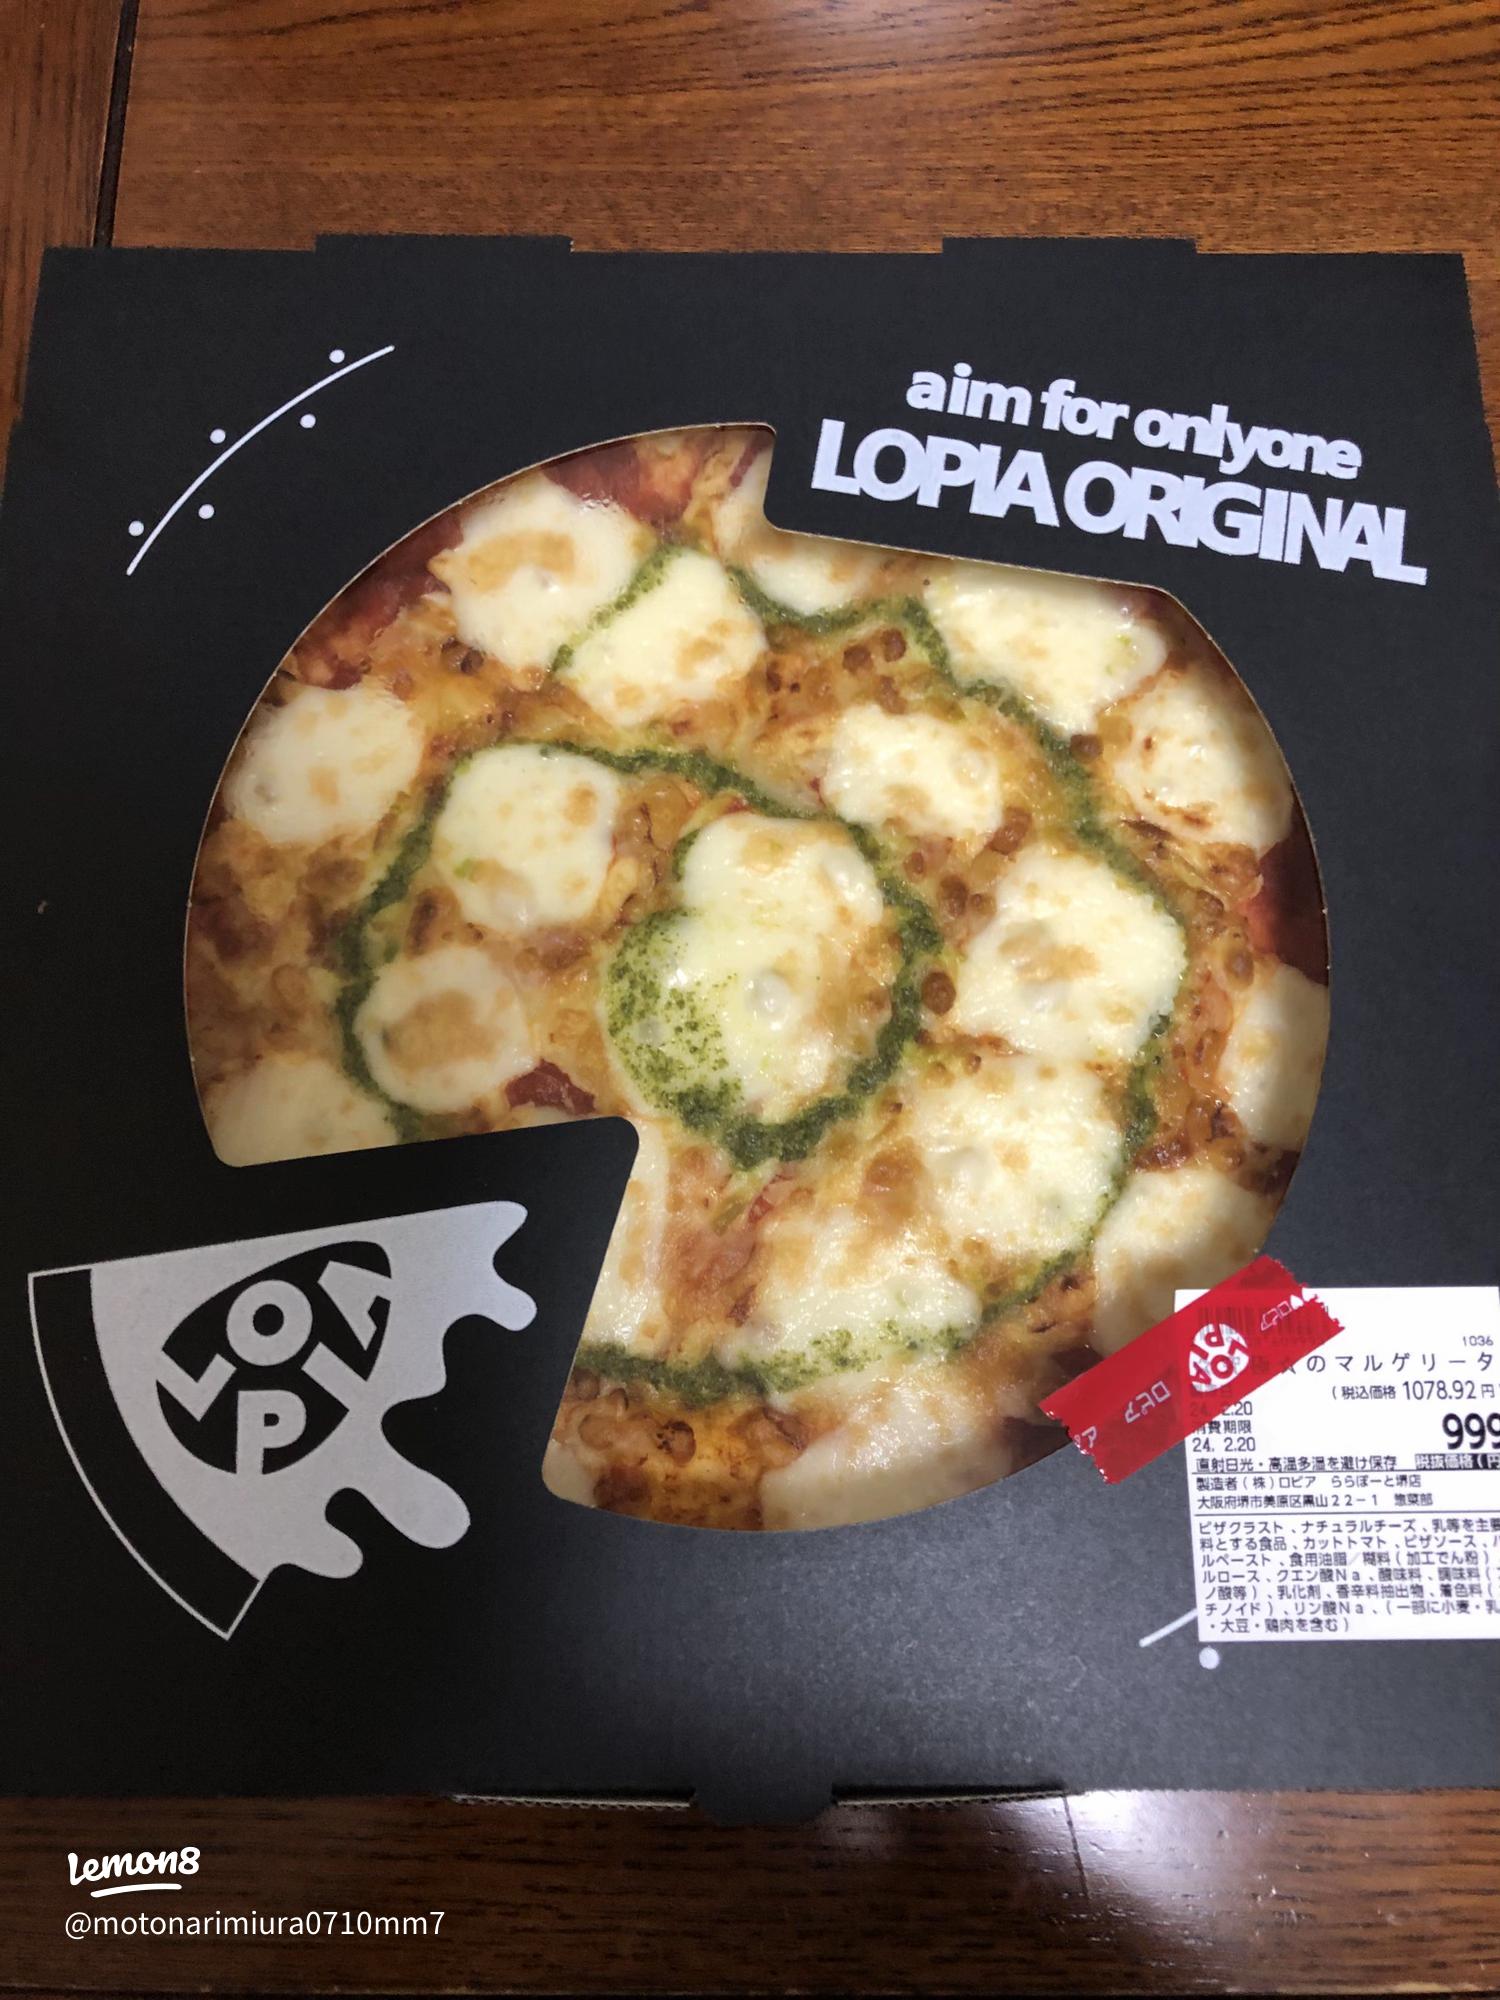 aim for onlyone
LOPIA ORIGINAL
LOPIA
LOPIA
ロピア
ロピア
1036
のマルゲリータ
(税込価格 1078.92円
24. 2.20
消費期限
24. 2.20
999
直射日光・高温多湿を避け保存
税抜価格(円
製造者(株)ロピア ららぽーと堺店
大阪府堺市美原区黒山22-1 惣菜部
ピザクラスト、ナチュラルチーズ、乳等を主要
料とする食品、カットトマト、ピザソース、バ
ルペースト、食用油脂/糊料(加工でん粉)
ルロース、クエン酸Na、酸味料、調味料(ア
ノ酸等)、乳化剤、香辛料抽出物、着色料(
チノイド)、リン酸Na、(一部に小麦・乳
・大豆・鶏肉を含む)
Lemon8
@motonarimiura0710mm7